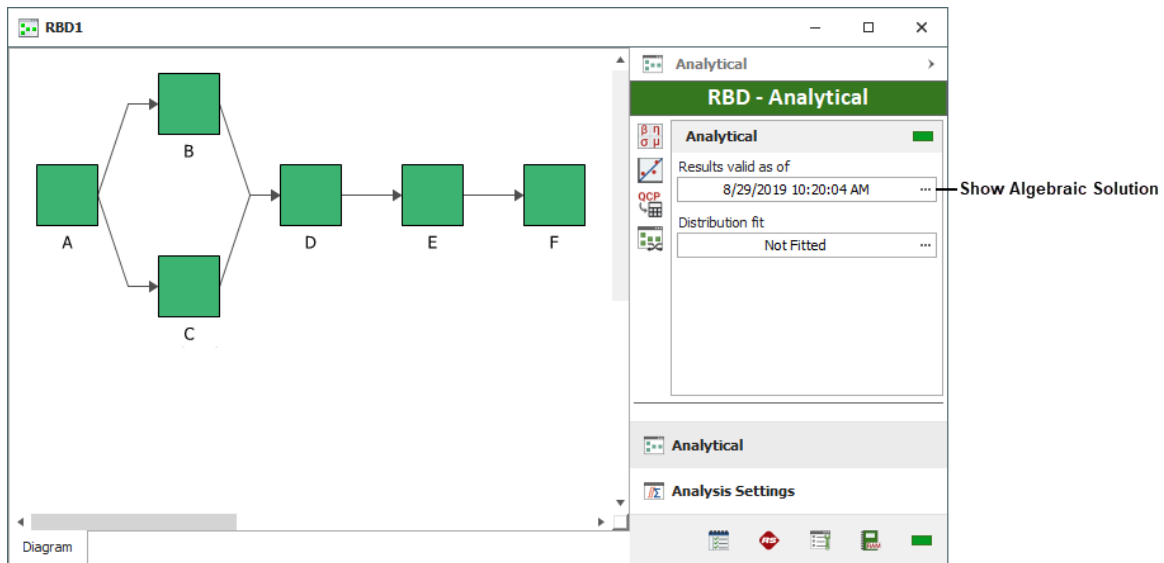 RBD1
Analytical
RBD - Analytical
β η
σ μ
Analytical
Results valid as of
8/29/2019 10:20:04 AM ...
Show Algebraic Solution
QCP
Distribution fit
Not Fitted ...
A
B
C
D
E
F
Analytical
Analysis Settings
Diagram